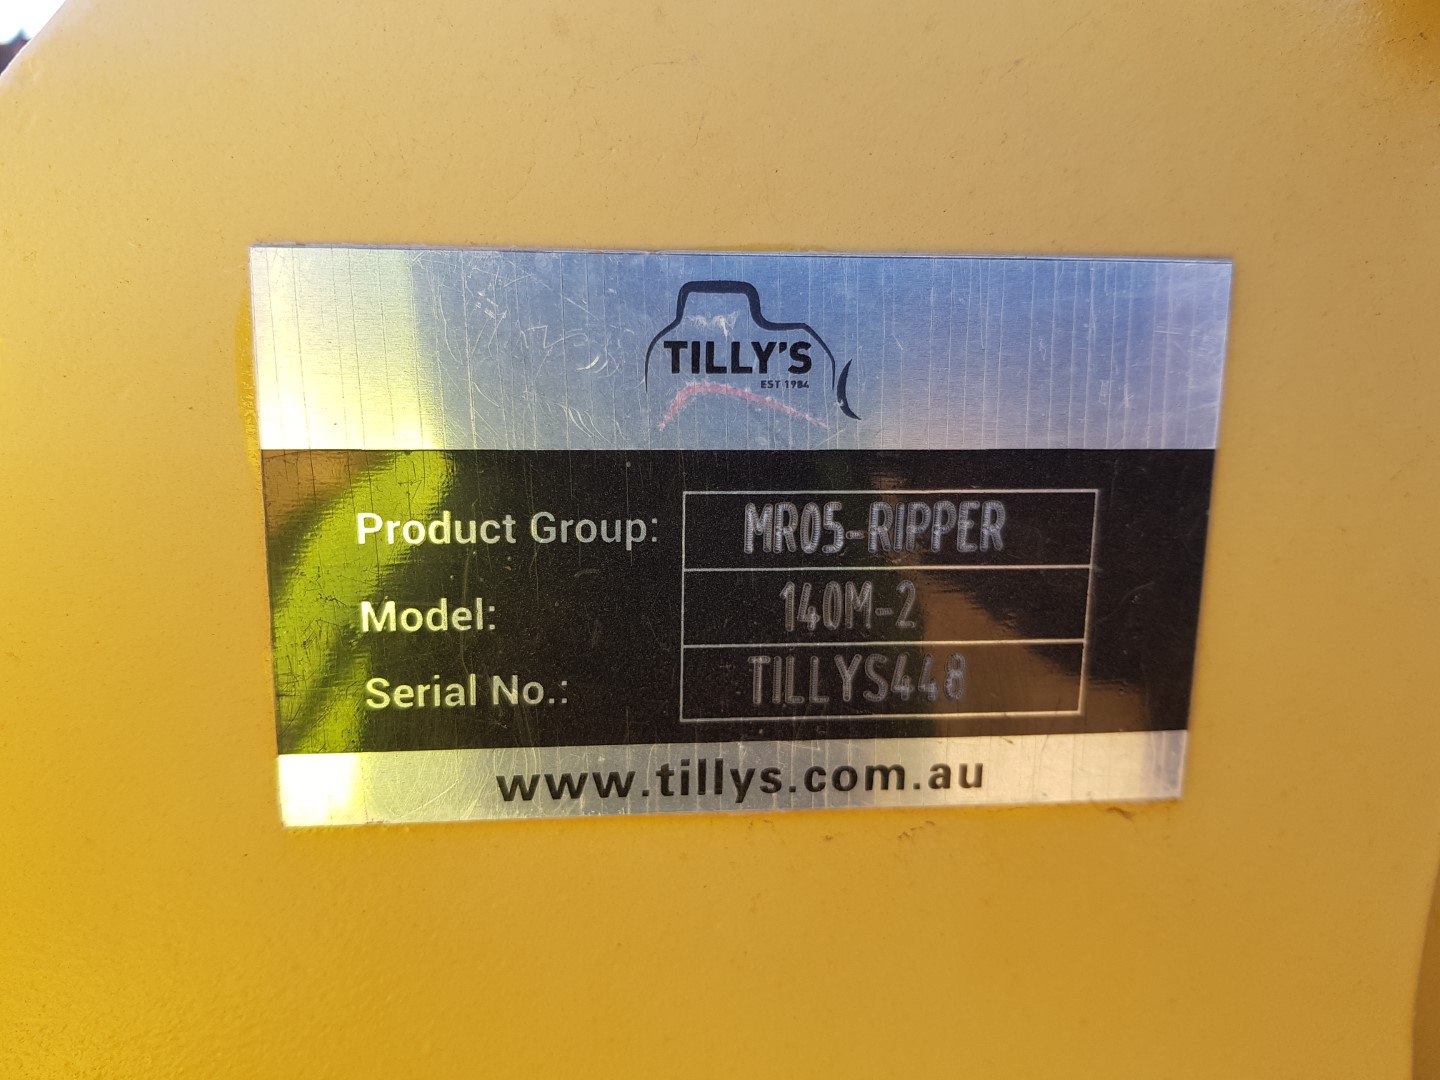 TILLY'S
EST 1984
Product Group: MR05-RIPPER
Model: 140M-2
Serial No.: TILLYS448
www.tillys.com.au